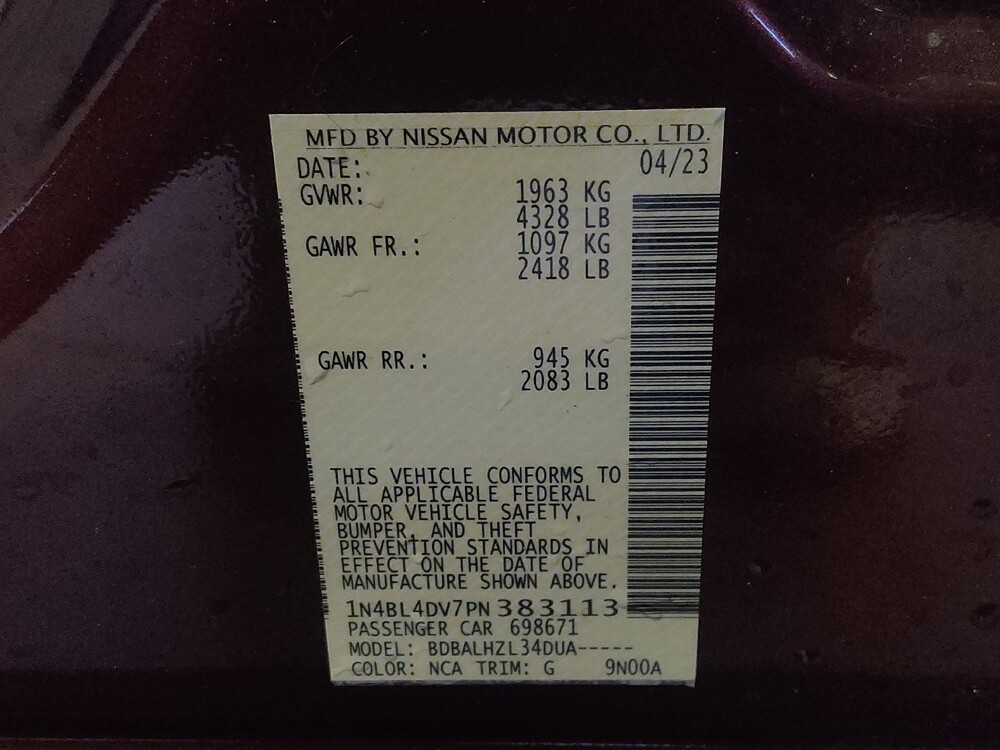 MFD BY NISSAN MOTOR CO., LTD.
DATE: 04/23
GVWR: 1963 KG
4328 LB
GAWR FR.: 1097 KG
2418 LB
GAWR RR.: 945 KG
2083 LB
THIS VEHICLE CONFORMS TO
ALL APPLICABLE FEDERAL
MOTOR VEHICLE SAFETY,
BUMPER, AND THEFT
PREVENTION STANDARDS IN
EFFECT ON THE DATE OF
MANUFACTURE SHOWN ABOVE.
1N4BL4DV7PN383113
PASSENGER CAR 698671
MODEL: BDBALHZL34DUA-----
COLOR: NCA TRIM: G 9N00A